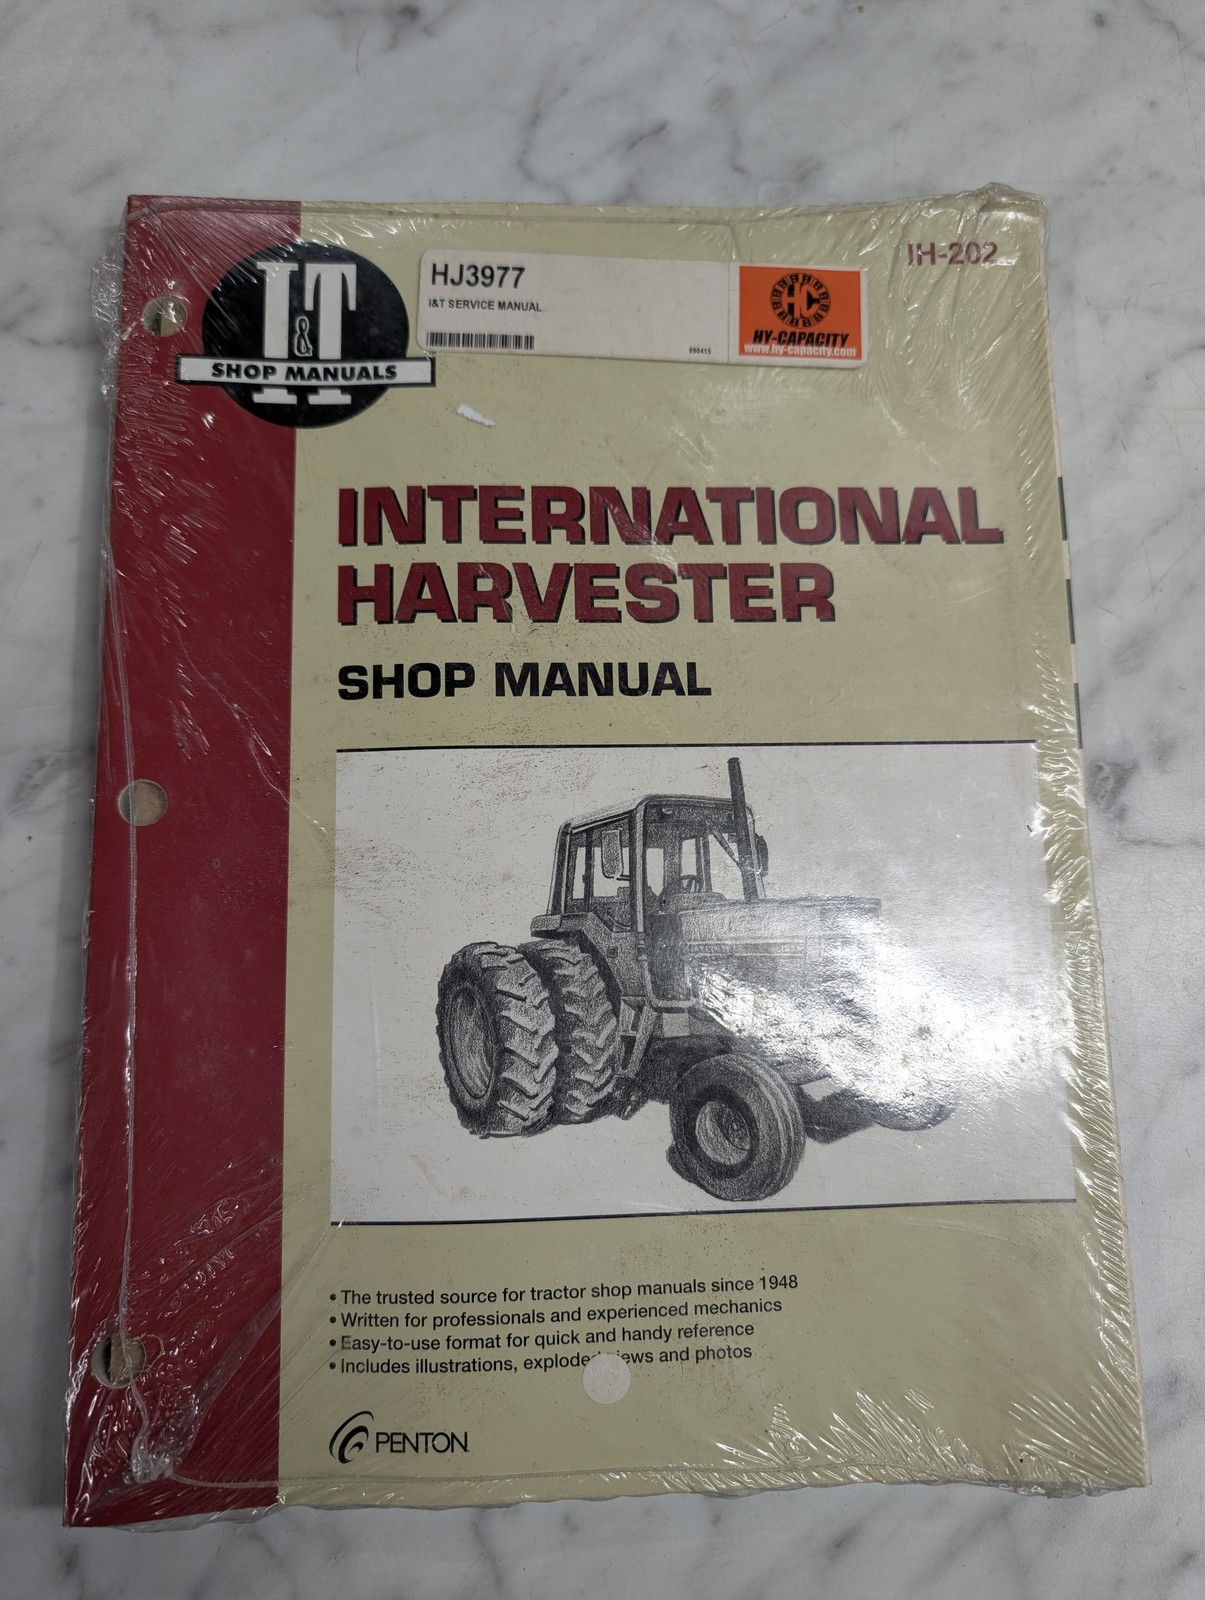 IH-202
I&T
SHOP MANUALS
HJ3977
I&T SERVICE MANUAL
090415
HC
HY-CAPACITY
www.hy-capacity.com
INTERNATIONAL
HARVESTER
SHOP MANUAL
• The trusted source for tractor shop manuals since 1948
• Written for professionals and experienced mechanics
• Easy-to-use format for quick and handy reference
• Includes illustrations, exploded views and photos
PENTON